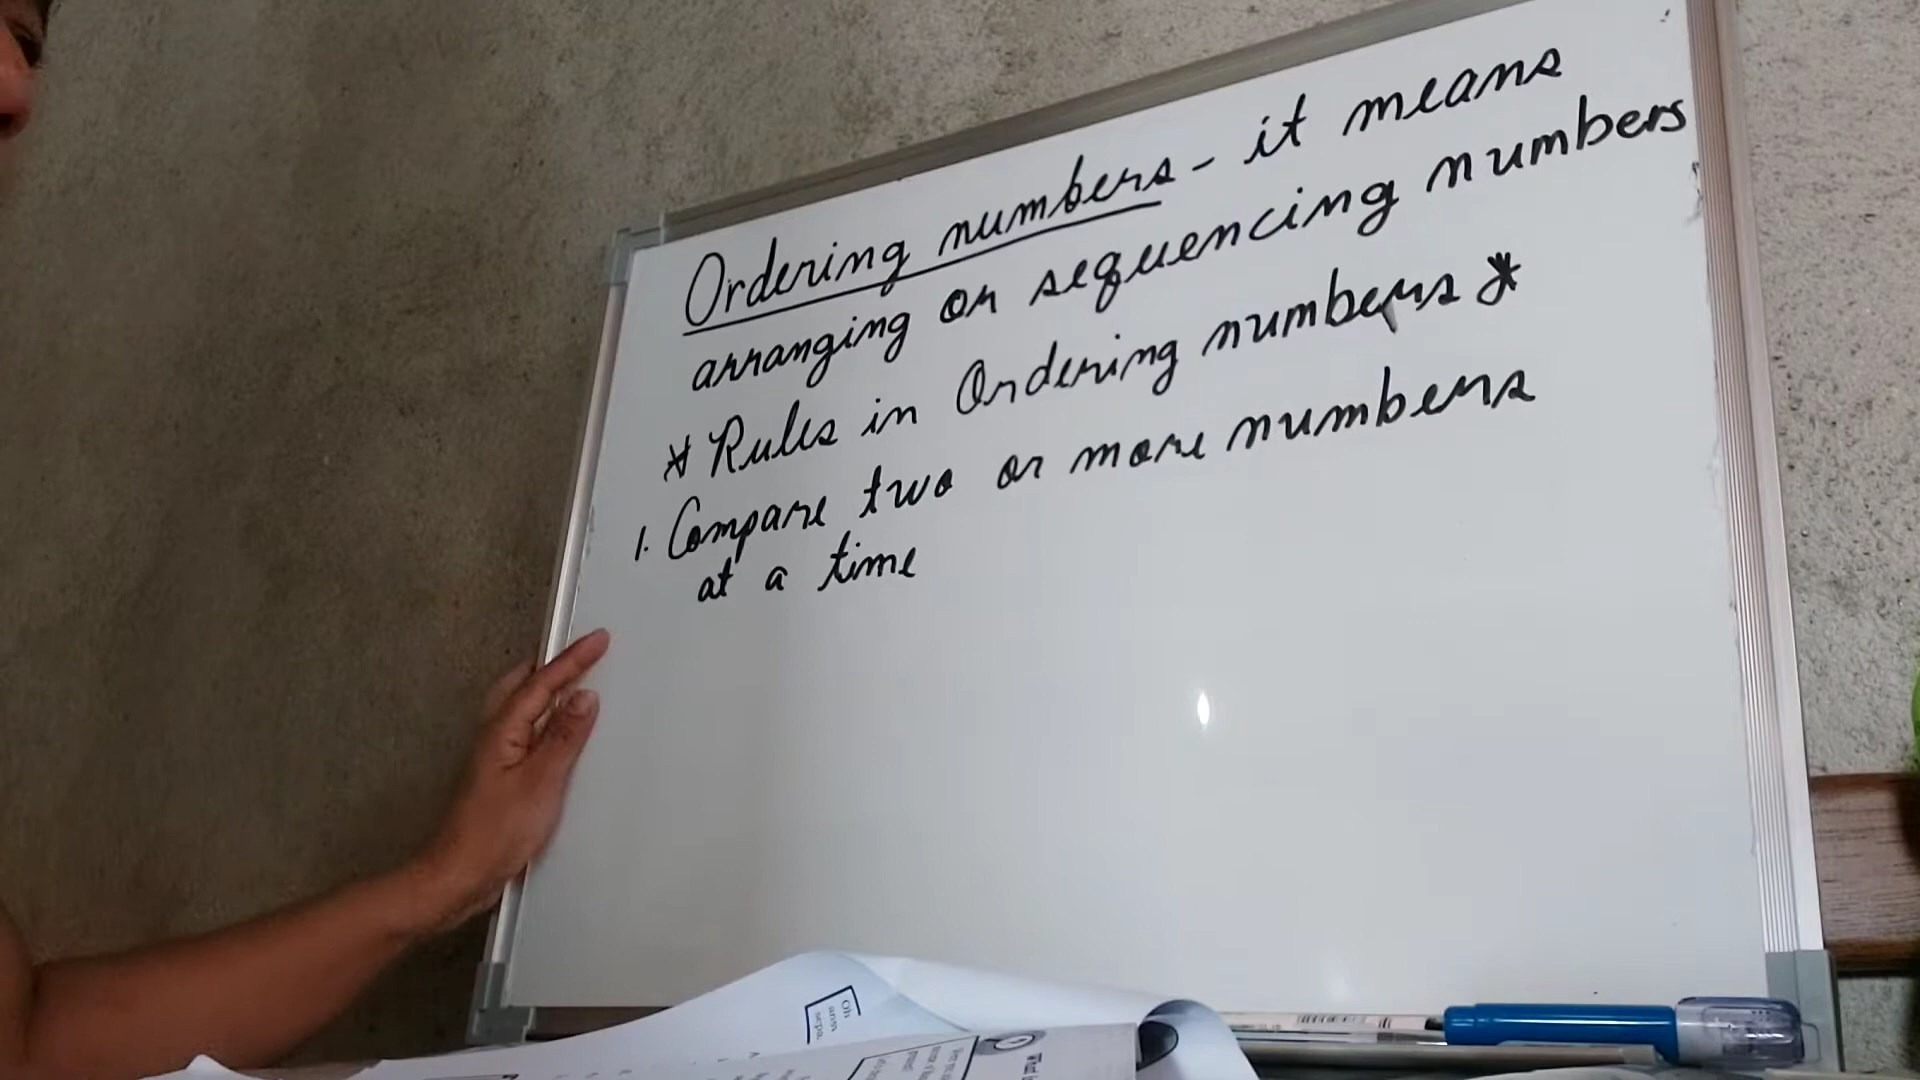 Ordering numbers - it means
arranging or sequencing numbers
* Rules in Ordering numbers *
1. Compare two or more numbers
at a time